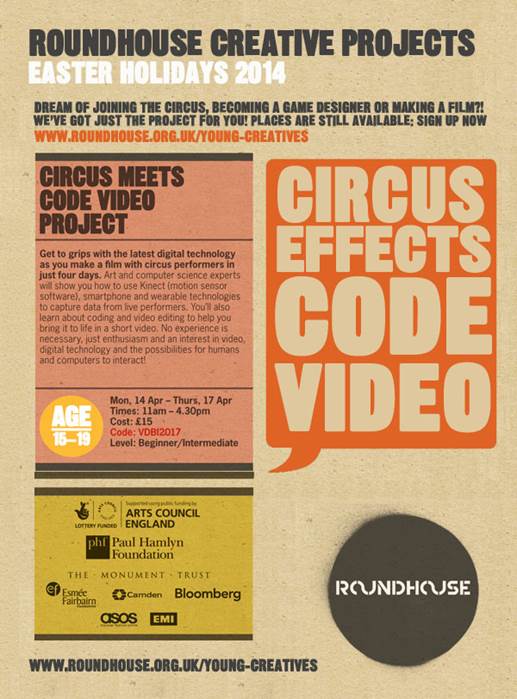 ROUNDHOUSE CREATIVE PROJECTS
EASTER HOLIDAYS 2014
DREAM OF JOINING THE CIRCUS, BECOMING A GAME DESIGNER OR MAKING A FILM?!
WE'VE GOT JUST THE PROJECT FOR YOU! PLACES ARE STILL AVAILABLE; SIGN UP NOW
WWW.ROUNDHOUSE.ORG.UK/YOUNG-CREATIVES
CIRCUS MEETS
CODE VIDEO
PROJECT
Get to grips with the latest digital technology
as you make a film with circus performers in
just four days. Art and computer science experts
will show you how to use Kinect (motion sensor
software), smartphone and wearable technologies
to capture data from live performers. You'll also
learn about coding and video editing to help you
bring it to life in a short video. No experience is
necessary, just enthusiasm and an interest in video,
digital technology and the possibilities for humans
and computers to interact!
AGE
15–19
Mon, 14 Apr – Thurs, 17 Apr
Times: 11am – 4.30pm
Cost: £15
Code: VDBI2017
Level: Beginner/Intermediate
CIRCUS
EFFECTS
CODE
VIDEO
Supported using public funding by
ARTS COUNCIL
ENGLAND
LOTTERY FUNDED
phf Paul Hamlyn
Foundation
THE · MONUMENT · TRUST
ef Esmée
Fairbairn
FOUNDATION
Camden
Bloomberg
asos
EMI
ROUNDHOUSE
WWW.ROUNDHOUSE.ORG.UK/YOUNG-CREATIVES